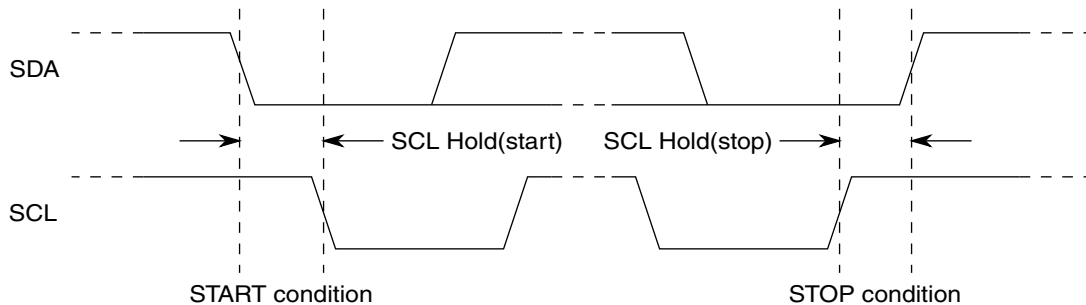 SDA
SCL Hold(start)
SCL Hold(stop)
SCL
START condition
STOP condition